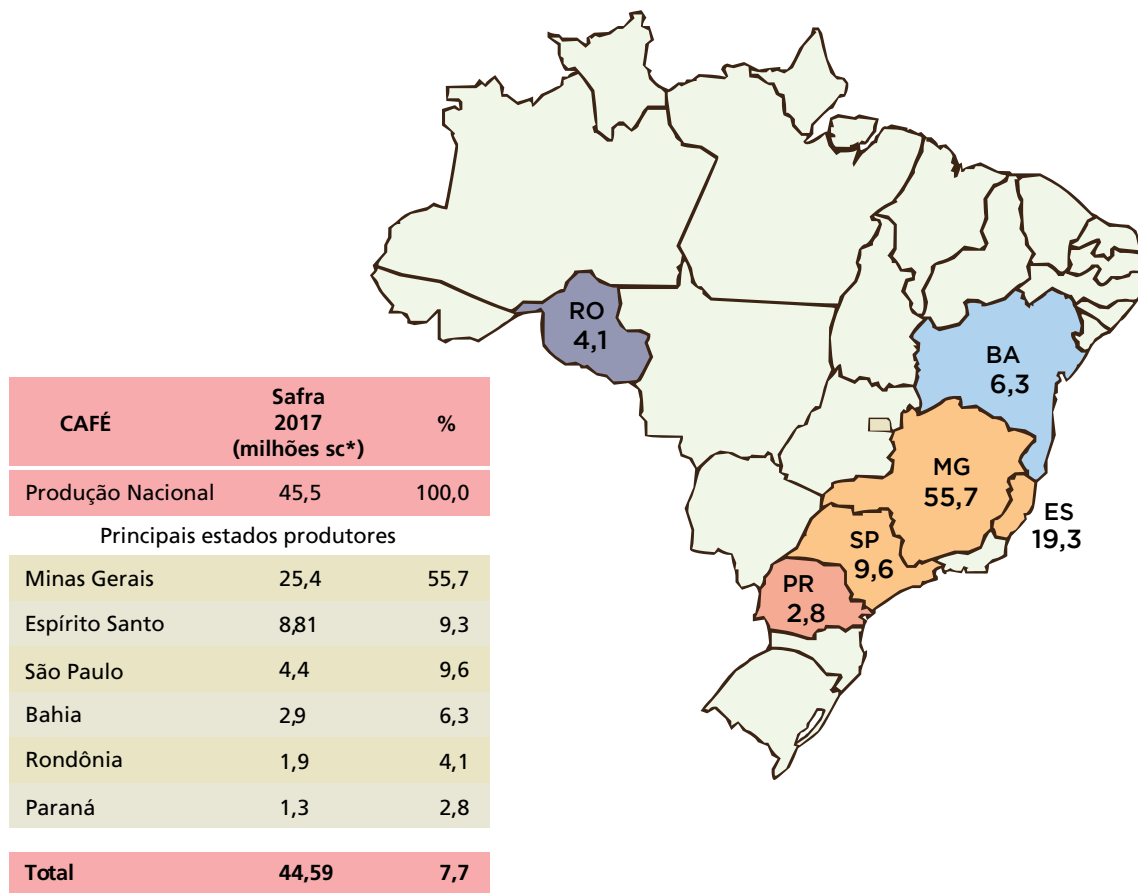 CAFÉ Safra 2017 (milhões sc*) %
Produção Nacional 45,5 100,0
Principais estados produtores
Minas Gerais 25,4 55,7
Espírito Santo 8,81 9,3
São Paulo 4,4 9,6
Bahia 2,9 6,3
Rondônia 1,9 4,1
Paraná 1,3 2,8
Total 44,59 7,7
RO
4,1
BA
6,3
MG
55,7
ES
19,3
SP
9,6
PR
2,8